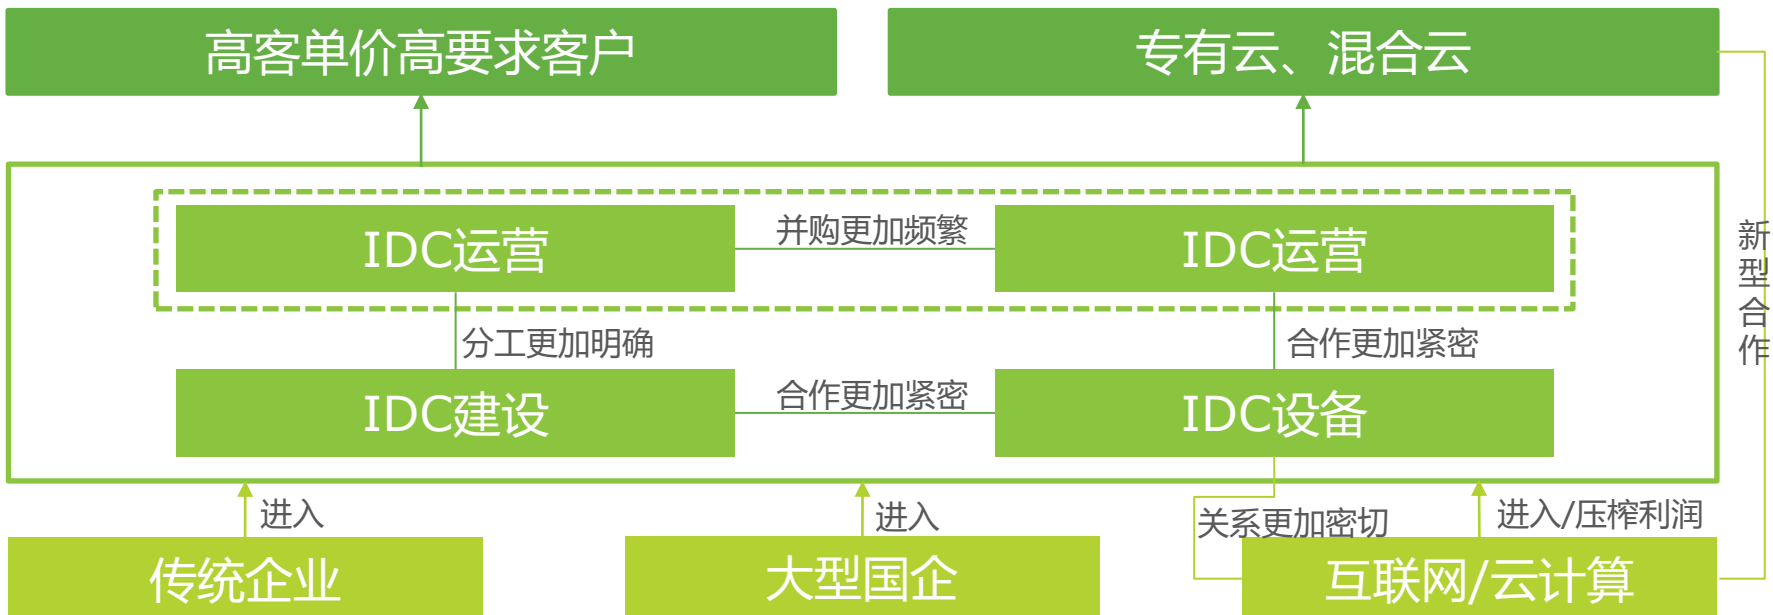 高客单价高要求客户
专有云、混合云
IDC运营
并购更加频繁
IDC运营
新型合作
分工更加明确
合作更加紧密
IDC建设
合作更加紧密
IDC设备
进入
进入
关系更加密切
进入/压榨利润
传统企业
大型国企
互联网/云计算